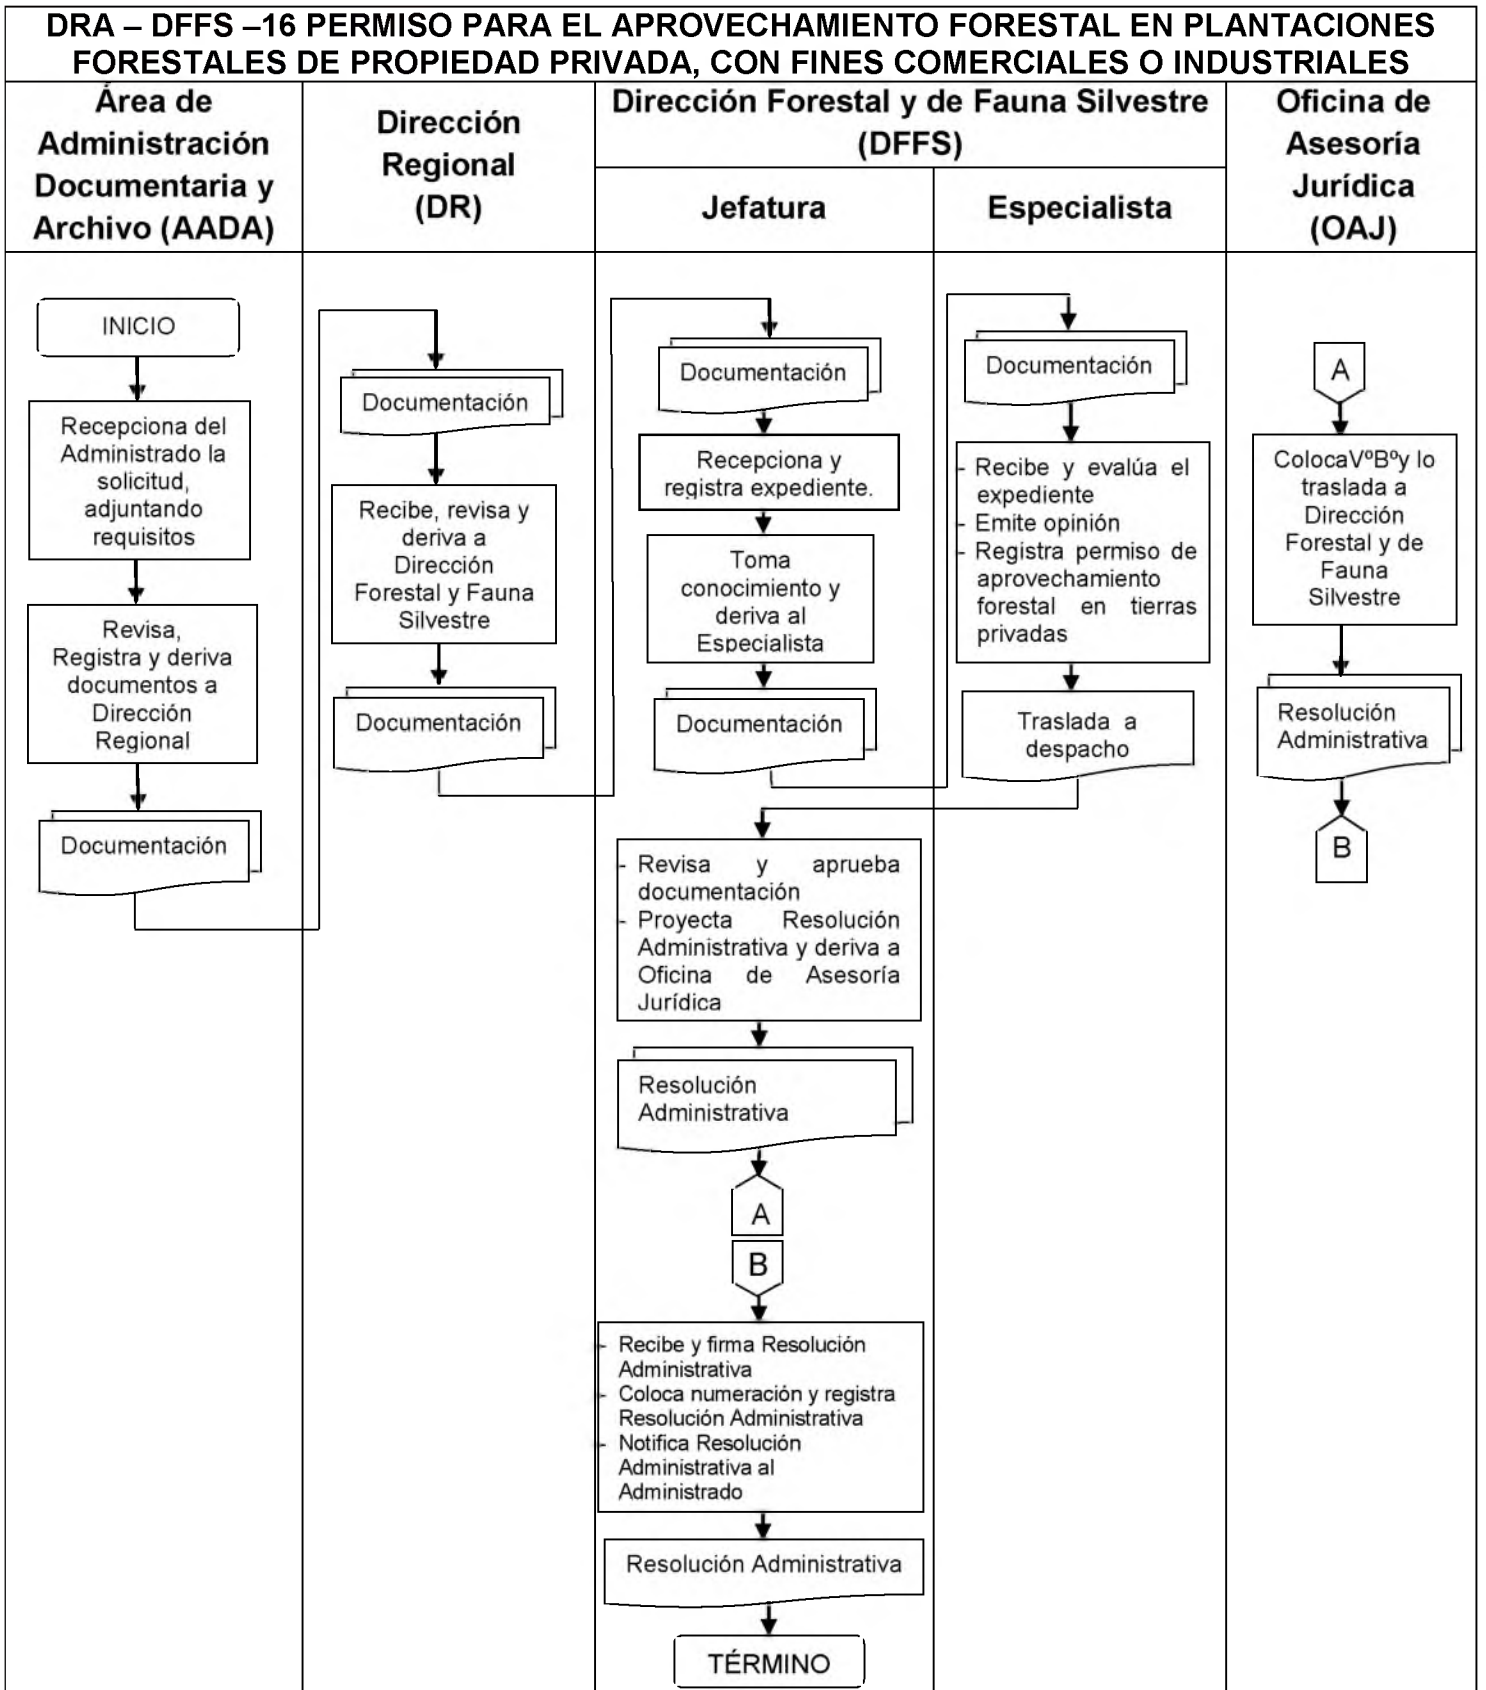 DRA – DFFS –16 PERMISO PARA EL APROVECHAMIENTO FORESTAL EN PLANTACIONES
FORESTALES DE PROPIEDAD PRIVADA, CON FINES COMERCIALES O INDUSTRIALES
Área de
Administración
Documentaria y
Archivo (AADA)
Dirección
Regional
(DR)
Dirección Forestal y de Fauna Silvestre
(DFFS)
Jefatura
Especialista
Oficina de
Asesoría
Jurídica
(OAJ)
INICIO
Recepciona del
Administrado la
solicitud,
adjuntando
requisitos
Revisa,
Registra y deriva
documentos a
Dirección
Regional
Documentación
Documentación
Recibe, revisa y
deriva a
Dirección
Forestal y Fauna
Silvestre
Documentación
Documentación
Recepciona y
registra expediente.
Toma
conocimiento y
deriva al
Especialista
Documentación
Documentación
- Recibe y evalúa el
expediente
- Emite opinión
- Registra permiso de
aprovechamiento
forestal en tierras
privadas
Traslada a
despacho
- Revisa y aprueba
documentación
- Proyecta Resolución
Administrativa y deriva a
Oficina de Asesoría
Jurídica
Resolución
Administrativa
A
A
ColocaVºBºy lo
traslada a
Dirección
Forestal y de
Fauna
Silvestre
Resolución
Administrativa
B
B
- Recibe y firma Resolución
Administrativa
- Coloca numeración y registra
Resolución Administrativa
- Notifica Resolución
Administrativa al
Administrado
Resolución Administrativa
TÉRMINO